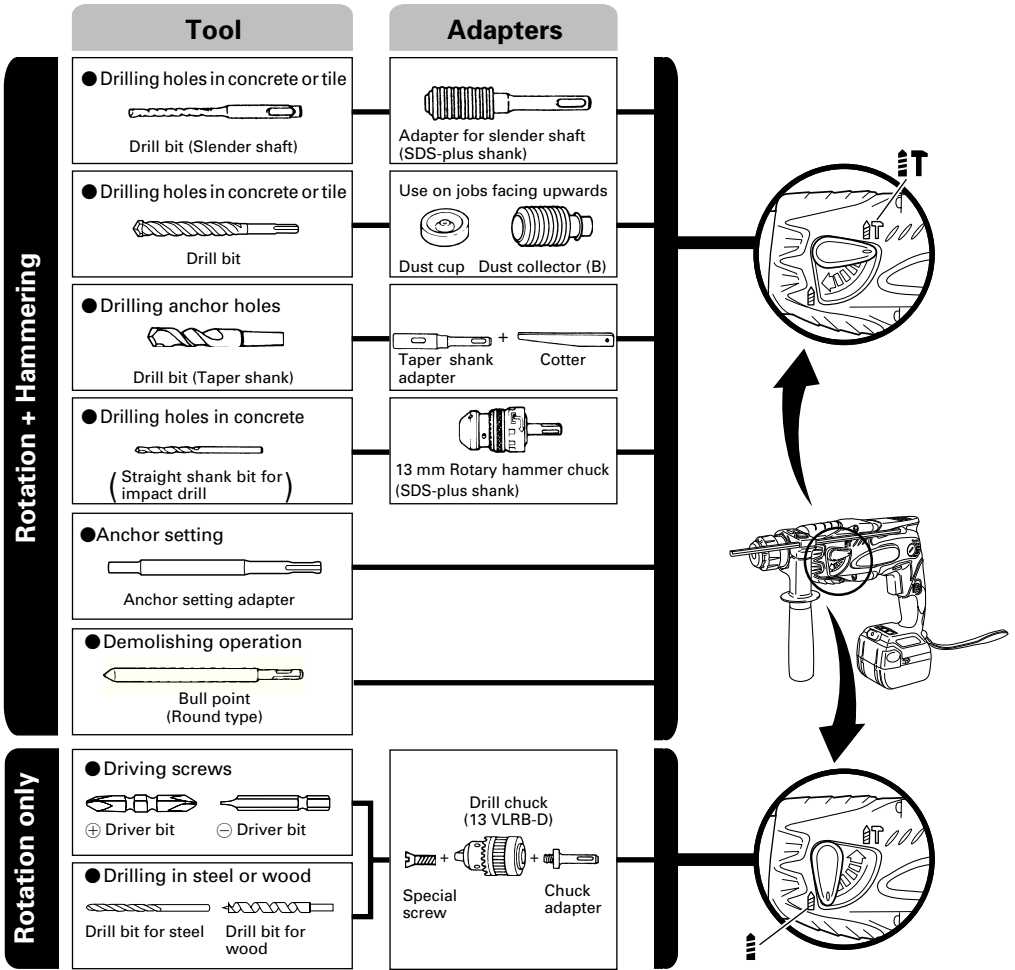 Tool
Adapters
Rotation + Hammering
● Drilling holes in concrete or tile
Drill bit (Slender shaft)
Adapter for slender shaft
(SDS-plus shank)
● Drilling holes in concrete or tile
Drill bit
Use on jobs facing upwards
Dust cup
Dust collector (B)
● Drilling anchor holes
Drill bit (Taper shank)
+
Taper shank
adapter
Cotter
● Drilling holes in concrete
(Straight shank bit for
impact drill)
13 mm Rotary hammer chuck
(SDS-plus shank)
●Anchor setting
Anchor setting adapter
● Demolishing operation
Bull point
(Round type)
Rotation only
● Driving screws
⊕ Driver bit
⊖ Driver bit
● Drilling in steel or wood
Drill bit for steel
Drill bit for
wood
Drill chuck
(13 VLRB-D)
+ +
Special
screw
Chuck
adapter